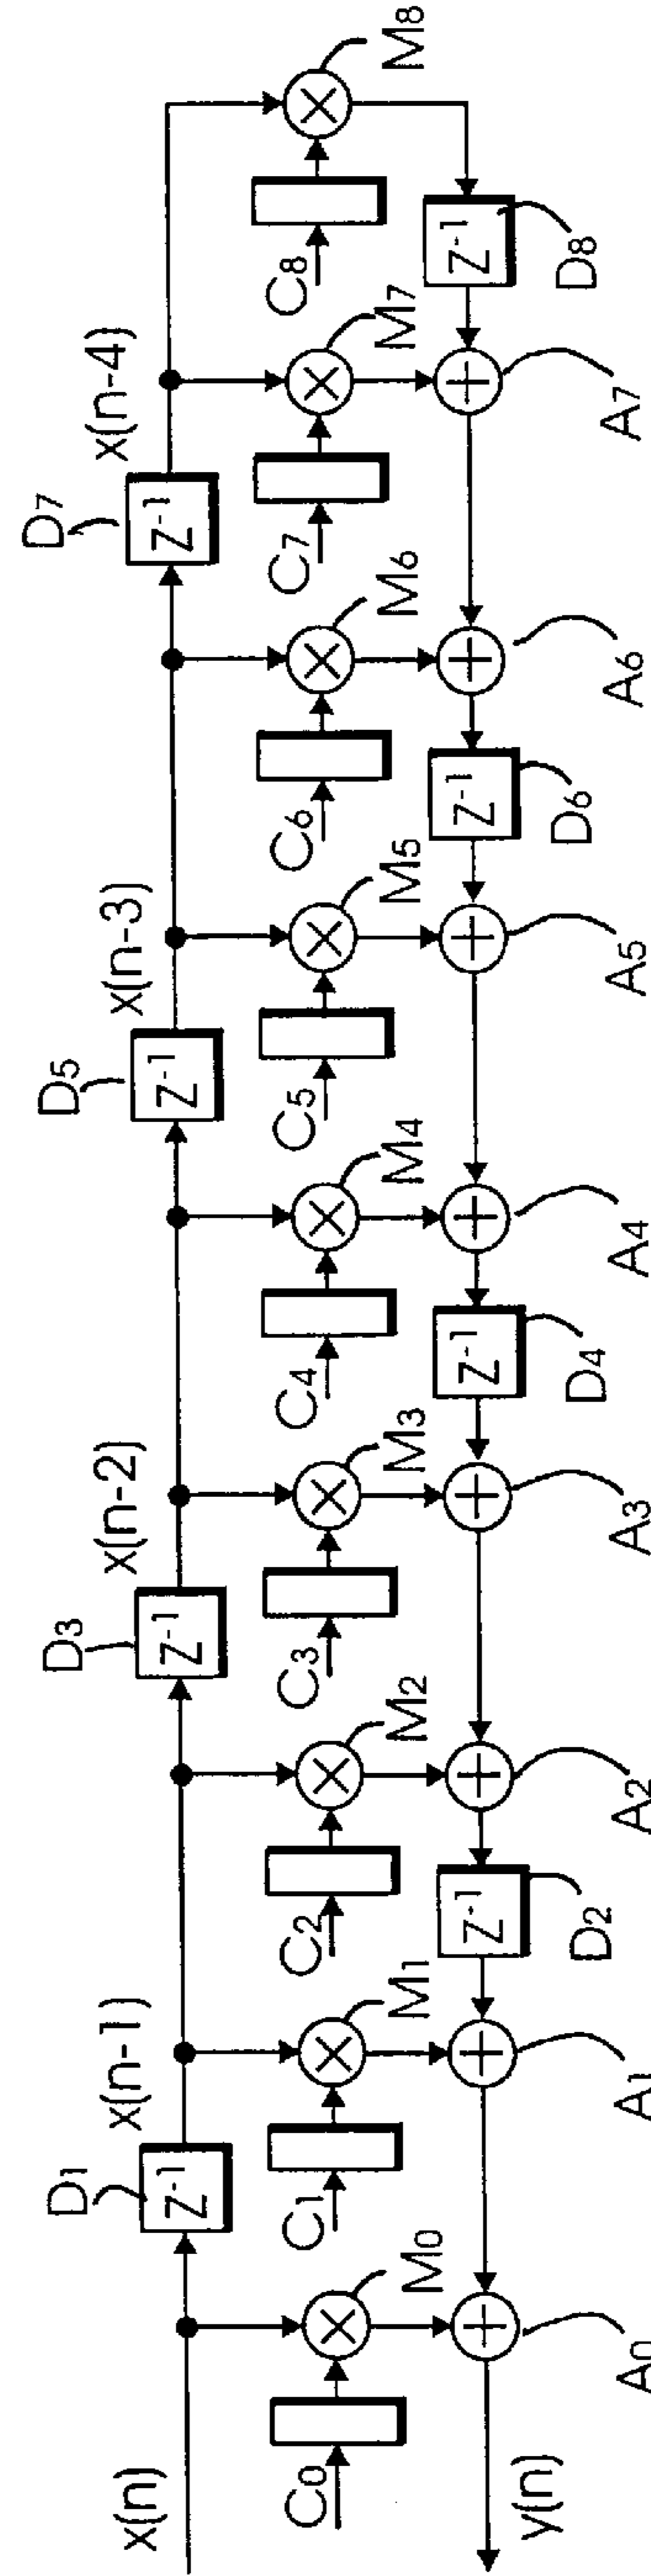 x(n) x(n-1) x(n-2) x(n-3) x(n-4)
D1 D3 D5 D7
Z-1 Z-1 Z-1 Z-1
C0 C1 C2 C3 C4 C5 C6 C7 C8
M0 M1 M2 M3 M4 M5 M6 M7 M8
Z-1 Z-1 Z-1 Z-1
D2 D4 D6 D8
y(n)
A0 A1 A2 A3 A4 A5 A6 A7